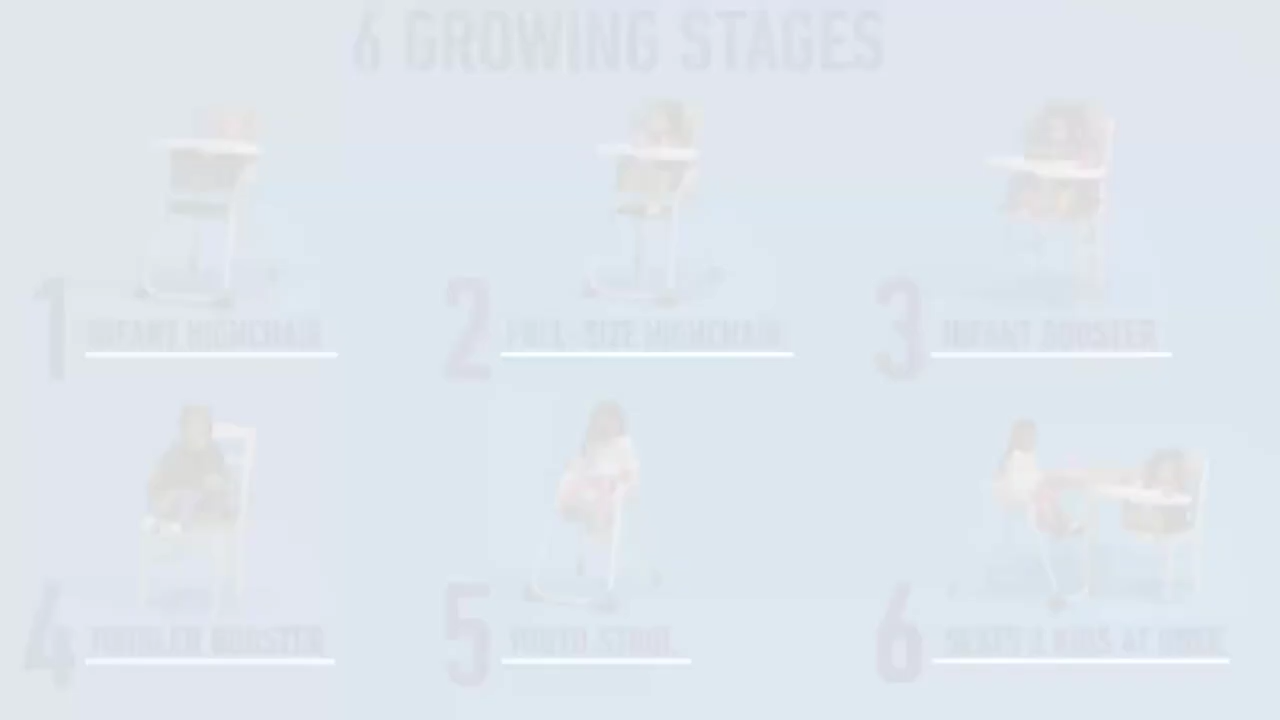 6 GROWING STAGES
1 INFANT HIGHCHAIR
2 FULL-SIZE HIGHCHAIR
3 INFANT BOOSTER
4 TODDLER BOOSTER
5 YOUTH STOOL
6 SEATS 2 KIDS AT ONCE